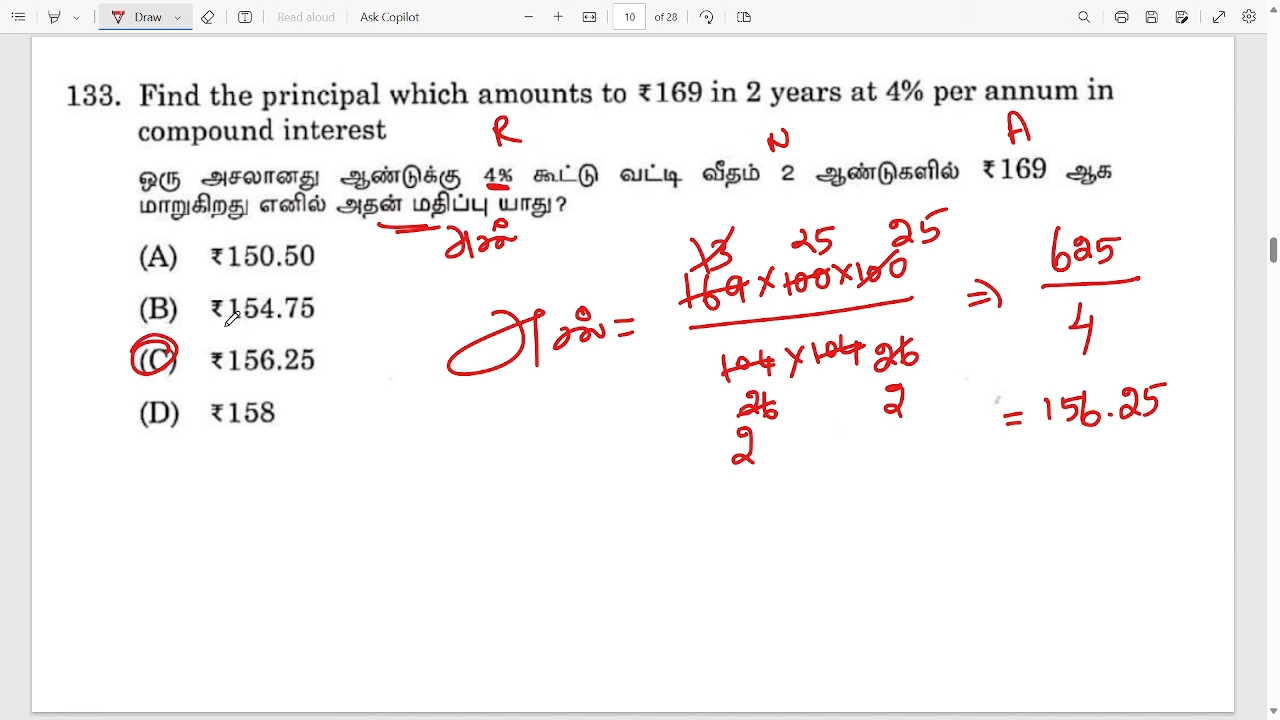 Draw
Read aloud
Ask Copilot
10 of 28
133. Find the principal which amounts to ₹169 in 2 years at 4% per annum in
compound interest
R N A
ஒரு அசலானது ஆண்டுக்கு 4% கூட்டு வட்டி வீதம் 2 ஆண்டுகளில் ₹169 ஆக
மாறுகிறது எனில் அதன் மதிப்பு யாது?
(A) ₹150.50
(B) ₹154.75
(C) ₹156.25
(D) ₹158
அசல்
13 25 25
அசல் = 169 × 100 × 100 ⇒ 625
104 × 104 26 4
26 2
2
= 156.25